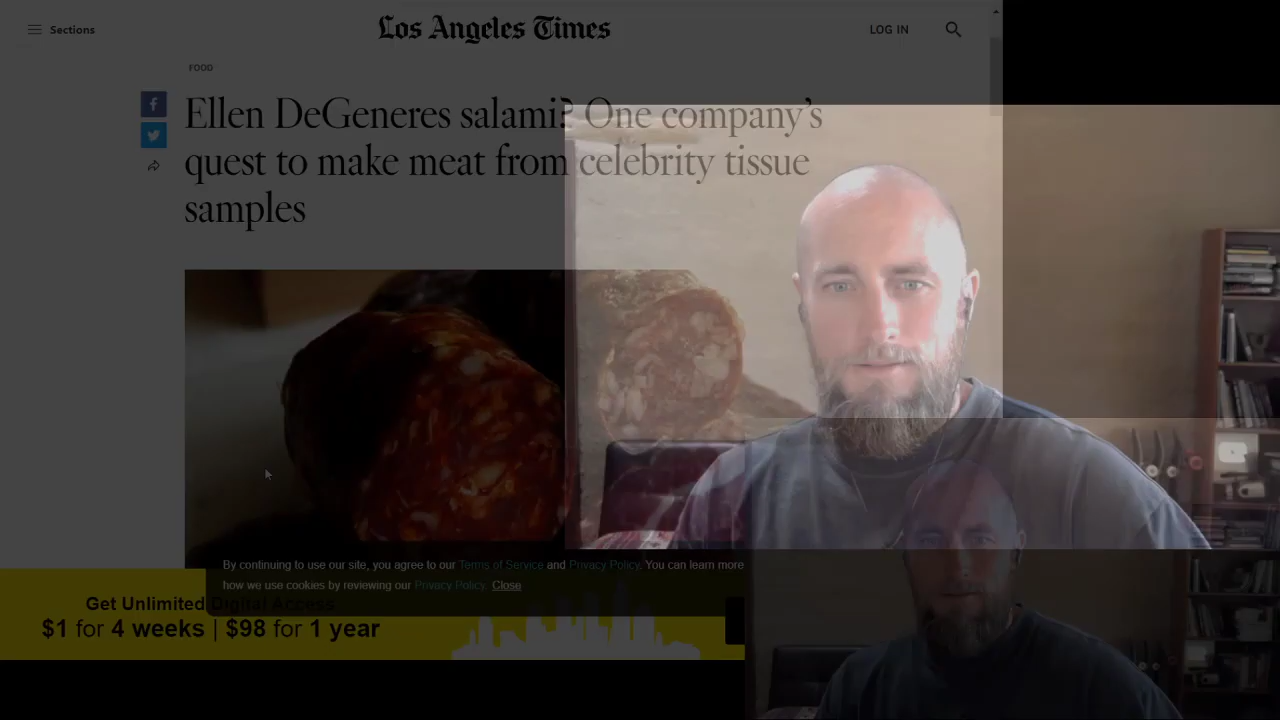 Sections
Los Angeles Times
LOG IN
FOOD
Ellen DeGeneres salami? One company’s
quest to make meat from celebrity tissue
samples
By continuing to use our site, you agree to our Terms of Service and Privacy Policy. You can learn more
how we use cookies by reviewing our Privacy Policy. Close
Get Unlimited Digital Access
$1 for 4 weeks | $98 for 1 year